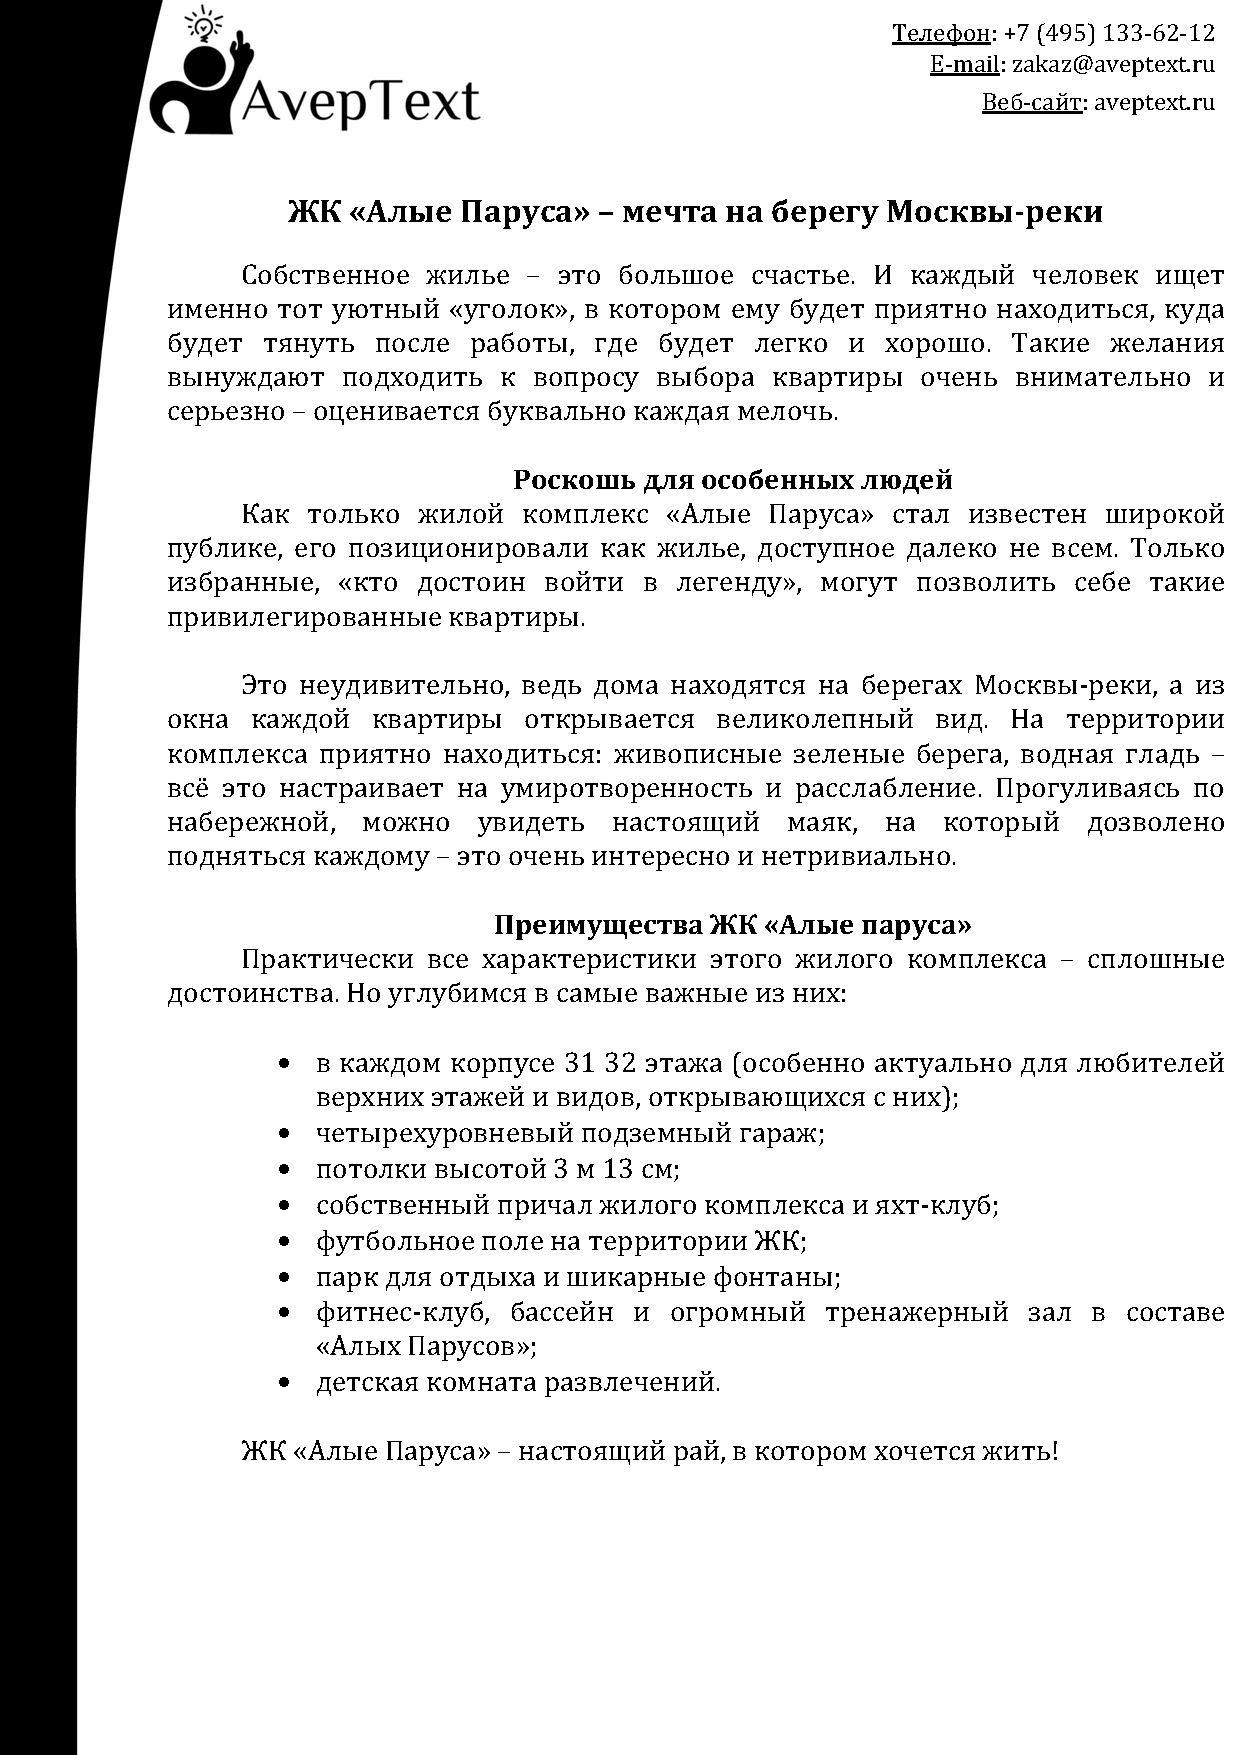 AvepText
Телефон: +7 (495) 133-62-12
E-mail: zakaz@aveptext.ru
Веб-сайт: aveptext.ru
ЖК «Алые Паруса» – мечта на берегу Москвы-реки
Собственное жилье – это большое счастье. И каждый человек ищет
именно тот уютный «уголок», в котором ему будет приятно находиться, куда
будет тянуть после работы, где будет легко и хорошо. Такие желания
вынуждают подходить к вопросу выбора квартиры очень внимательно и
серьезно – оценивается буквально каждая мелочь.
Роскошь для особенных людей
Как только жилой комплекс «Алые Паруса» стал известен широкой
публике, его позиционировали как жилье, доступное далеко не всем. Только
избранные, «кто достоин войти в легенду», могут позволить себе такие
привилегированные квартиры.
Это неудивительно, ведь дома находятся на берегах Москвы-реки, а из
окна каждой квартиры открывается великолепный вид. На территории
комплекса приятно находиться: живописные зеленые берега, водная гладь –
всё это настраивает на умиротворенность и расслабление. Прогуливаясь по
набережной, можно увидеть настоящий маяк, на который дозволено
подняться каждому – это очень интересно и нетривиально.
Преимущества ЖК «Алые паруса»
Практически все характеристики этого жилого комплекса – сплошные
достоинства. Но углубимся в самые важные из них:
• в каждом корпусе 31 32 этажа (особенно актуально для любителей
верхних этажей и видов, открывающихся с них);
• четырехуровневый подземный гараж;
• потолки высотой 3 м 13 см;
• собственный причал жилого комплекса и яхт-клуб;
• футбольное поле на территории ЖК;
• парк для отдыха и шикарные фонтаны;
• фитнес-клуб, бассейн и огромный тренажерный зал в составе
«Алых Парусов»;
• детская комната развлечений.
ЖК «Алые Паруса» – настоящий рай, в котором хочется жить!